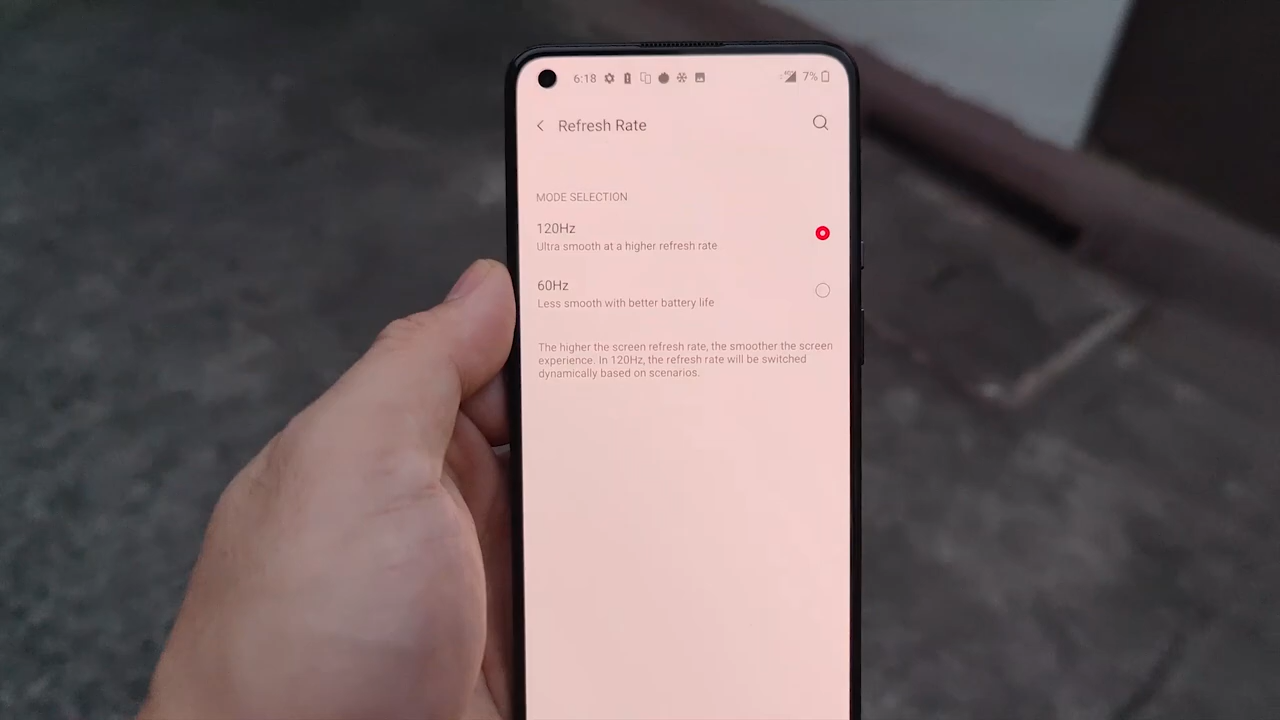 6:18 7%
Refresh Rate
MODE SELECTION
120Hz
Ultra smooth at a higher refresh rate
60Hz
Less smooth with better battery life
The higher the screen refresh rate, the smoother the screen
experience. In 120Hz, the refresh rate will be switched
dynamically based on scenarios.